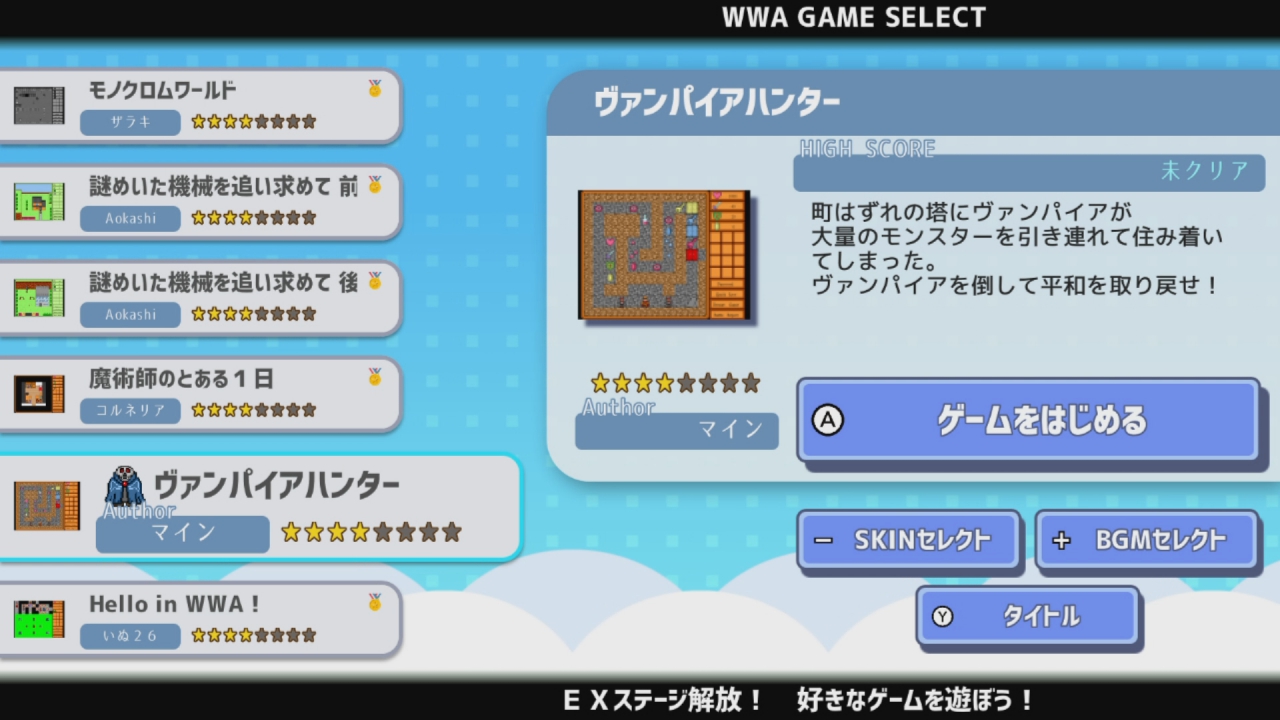 WWA GAME SELECT
モノクロムワールド
ザラキ
謎めいた機械を追い求めて 前
Aokashi
謎めいた機械を追い求めて 後
Aokashi
魔術師のとある１日
コルネリア
ヴァンパイアハンター
Author
マイン
Hello in WWA！
いぬ２６
ヴァンパイアハンター
HIGH SCORE
未クリア
町はずれの塔にヴァンパイアが
大量のモンスターを引き連れて住み着い
てしまった。
ヴァンパイアを倒して平和を取り戻せ！
Author
マイン
A ゲームをはじめる
− SKINセレクト
+ BGMセレクト
Y タイトル
ＥＸステージ解放！　好きなゲームを遊ぼう！